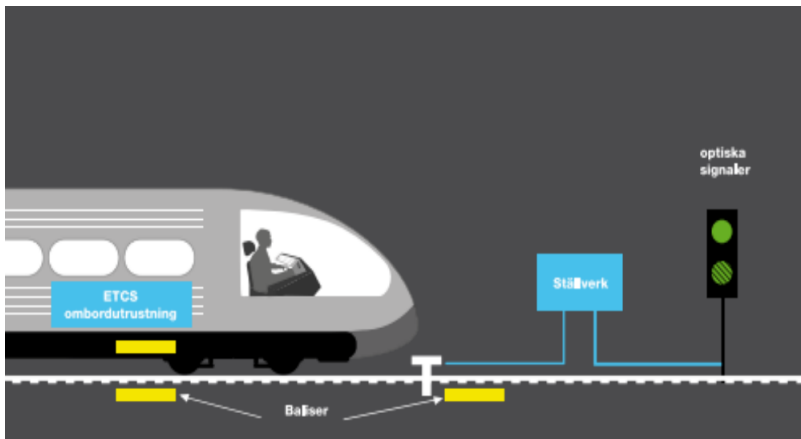 optiska
signaler
ETCS
ombordutrustning
Ställverk
Baliser